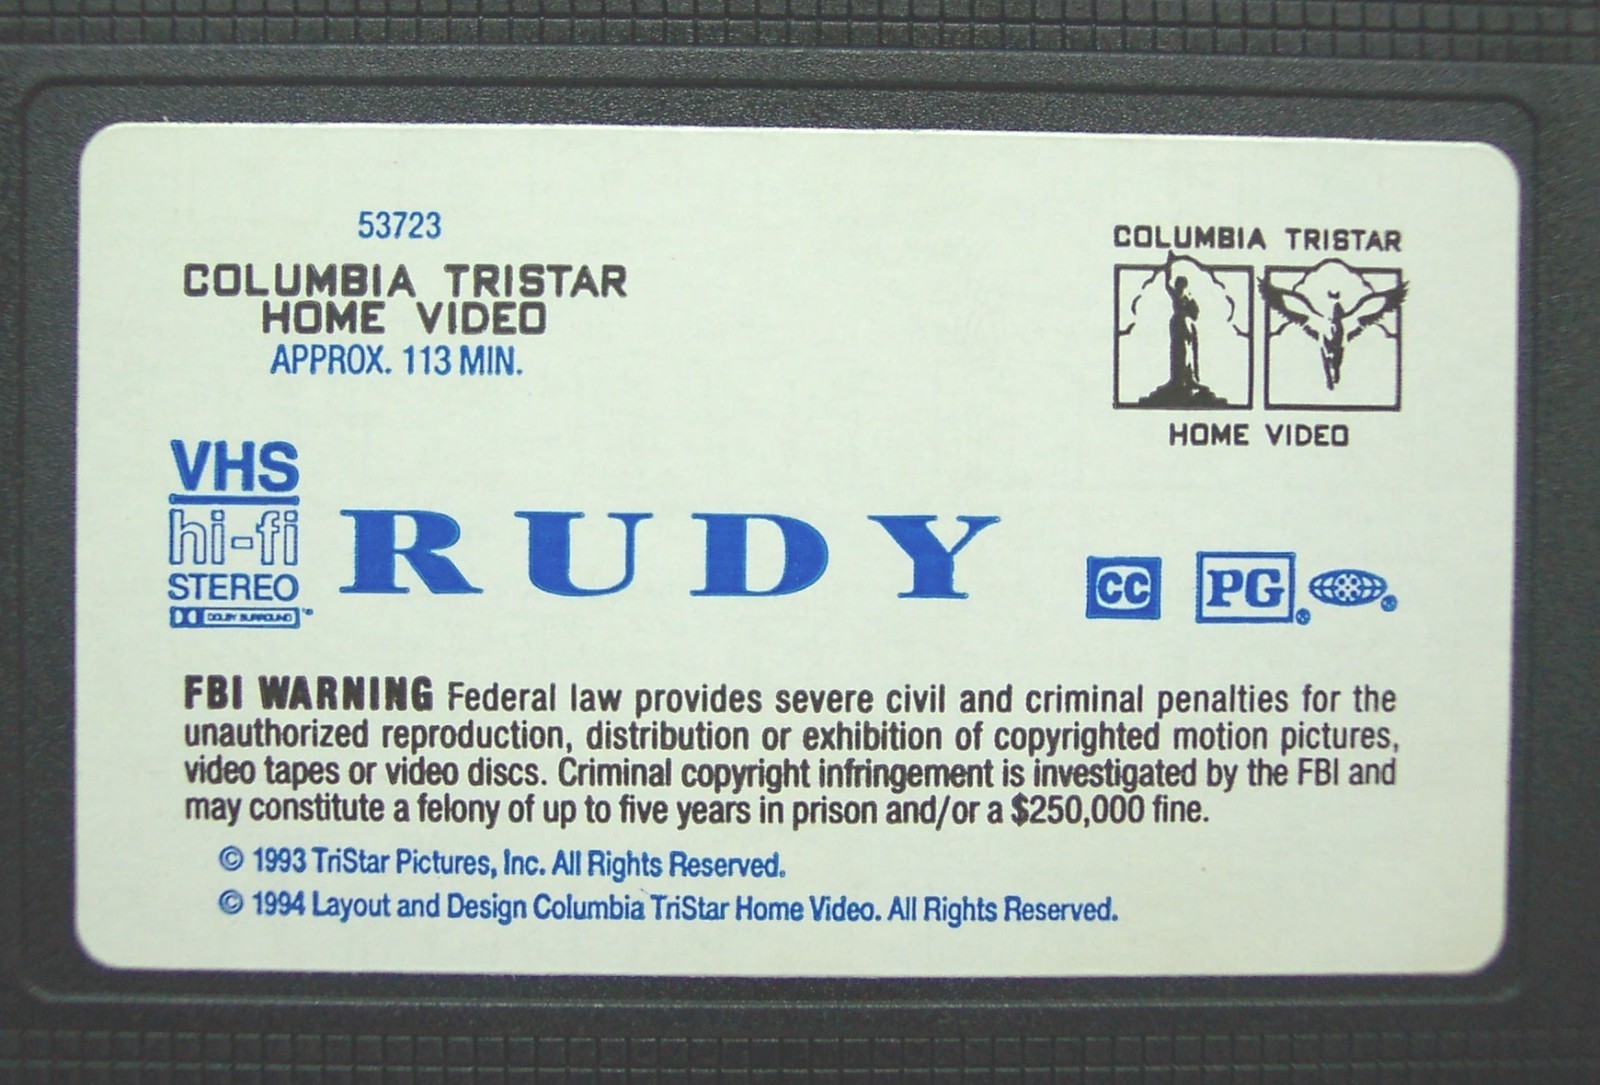 53723
COLUMBIA TRISTAR
HOME VIDEO
APPROX. 113 MIN.
COLUMBIA TRISTAR
HOME VIDEO
VHS
hi-fi
STEREO
DOLBY SURROUND ™
RUDY
CC
PG ® ®
FBI WARNING Federal law provides severe civil and criminal penalties for the
unauthorized reproduction, distribution or exhibition of copyrighted motion pictures,
video tapes or video discs. Criminal copyright infringement is investigated by the FBI and
may constitute a felony of up to five years in prison and/or a $250,000 fine.
© 1993 TriStar Pictures, Inc. All Rights Reserved.
© 1994 Layout and Design Columbia TriStar Home Video. All Rights Reserved.